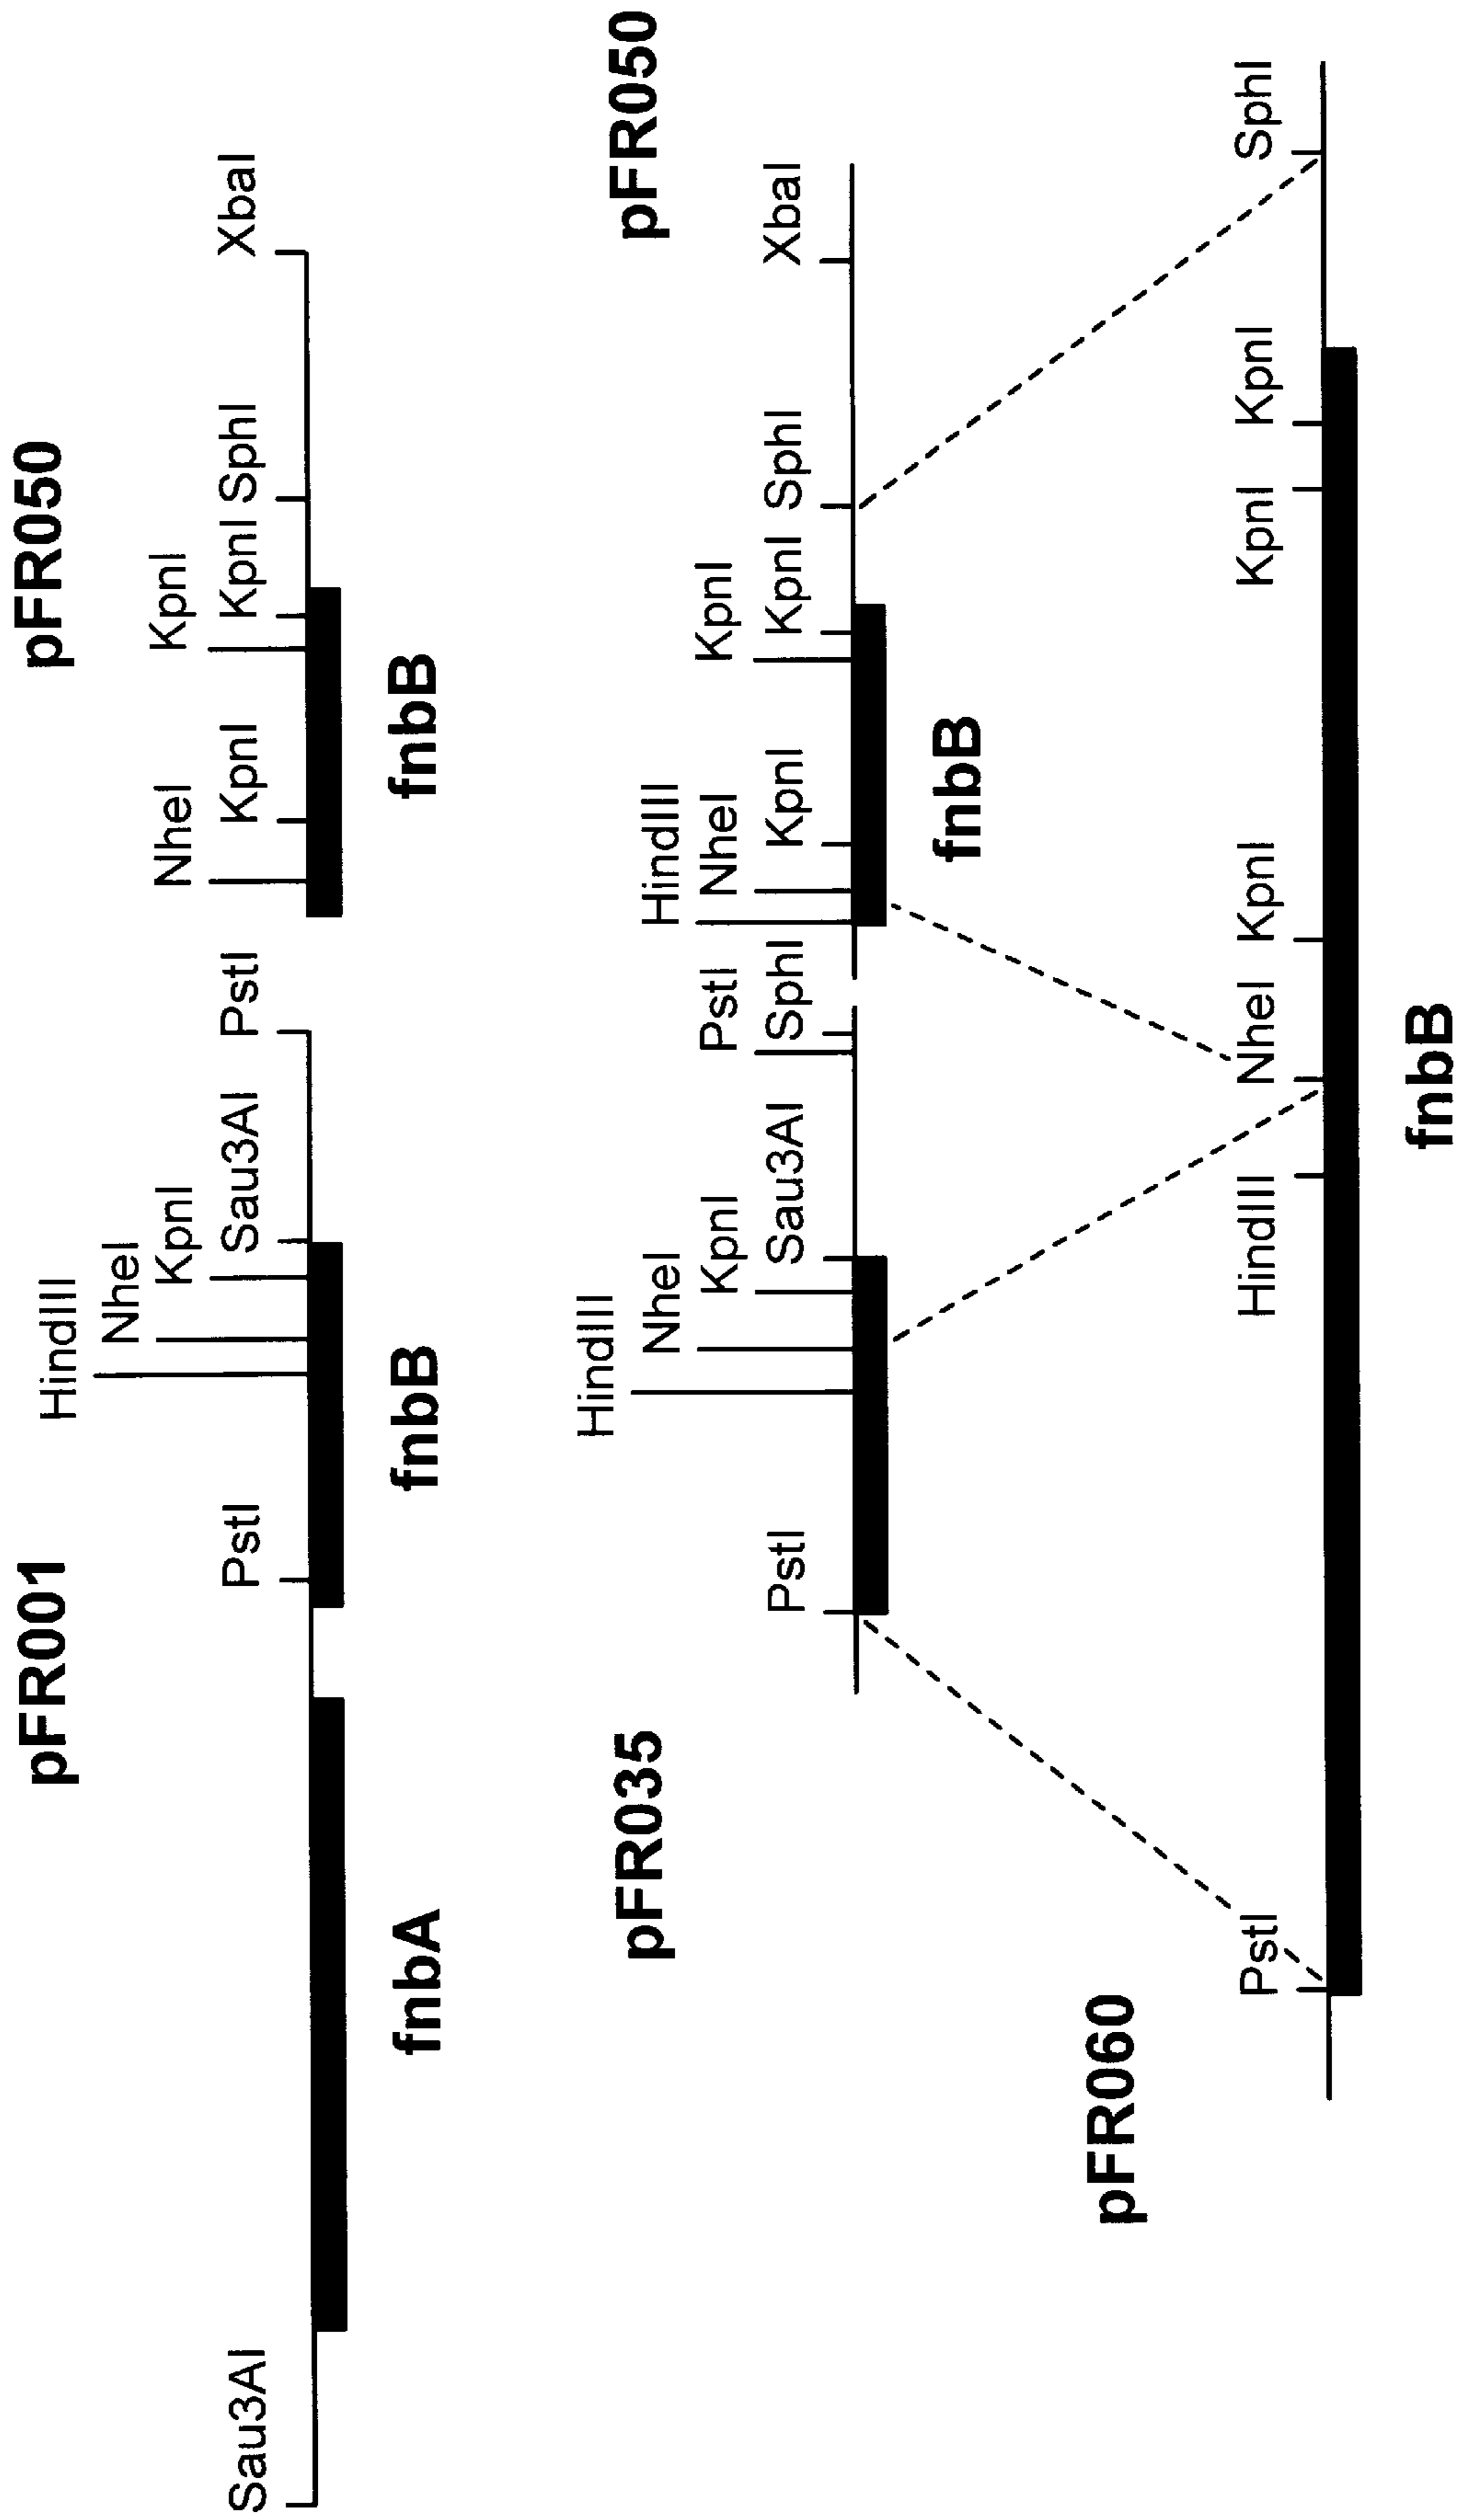 pFR001
pFR050
HindIII
NheI
NheI
KpnI
KpnI
Sau3AI
PstI
Sau3AI
PstI
KpnI
KpnI
SphI
XbaI
fnbA
fnbB
fnbB
pFR035
pFR050
HindIII
HindIII
NheI
PstI
NheI
KpnI
KpnI
PstI
Sau3AI
SphI
KpnI
KpnI
SphI
XbaI
fnbB
pFR060
PstI
HindIII
NheI
KpnI
KpnI
KpnI
SphI
fnbB